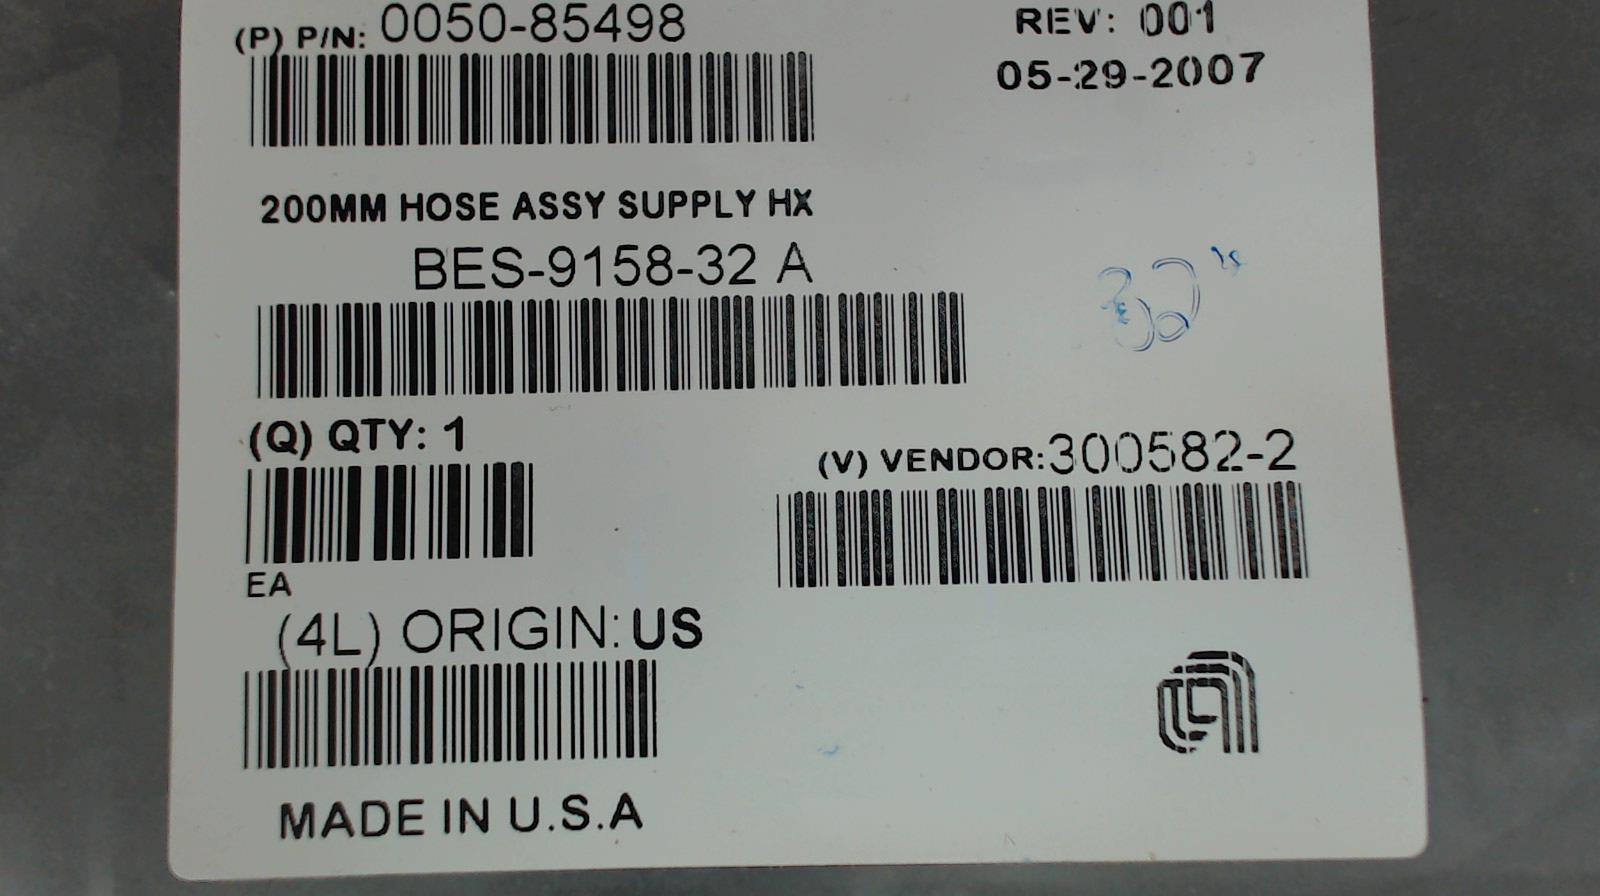 (P) P/N: 0050-85498
REV: 001
05-29-2007
200MM HOSE ASSY SUPPLY HX
BES-9158-32 A
(Q) QTY: 1
(V) VENDOR:300582-2
EA
(4L) ORIGIN:US
MADE IN U.S.A